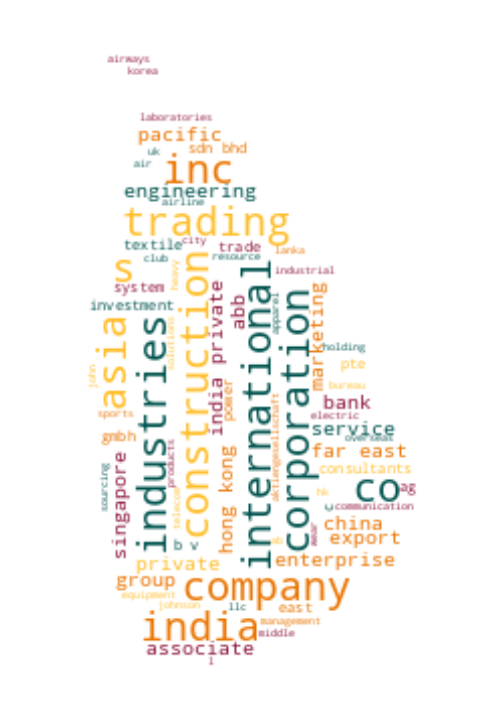 airways
korea
laboratories
pacific
uk
sdn bhd
air
inc
engineering
airline
trading
textile
city
trade
lanka
club
resource
s
heavy
industrial
system
investment
construction
india private
abb
international
apparel
corporation
marketing
asia
industries
solutions
holding
pte
john
power
bureau
sports
bank
electric
gmbh
service
overseas
far east
singapore
sourcing
products
telecom
hong kong
aktiengesellschaft
consultants
hk
co
ag
communication
china
wear
export
v
private
enterprise
group
company
equipment
johnson
llc
east
india
management
middle
associate
l